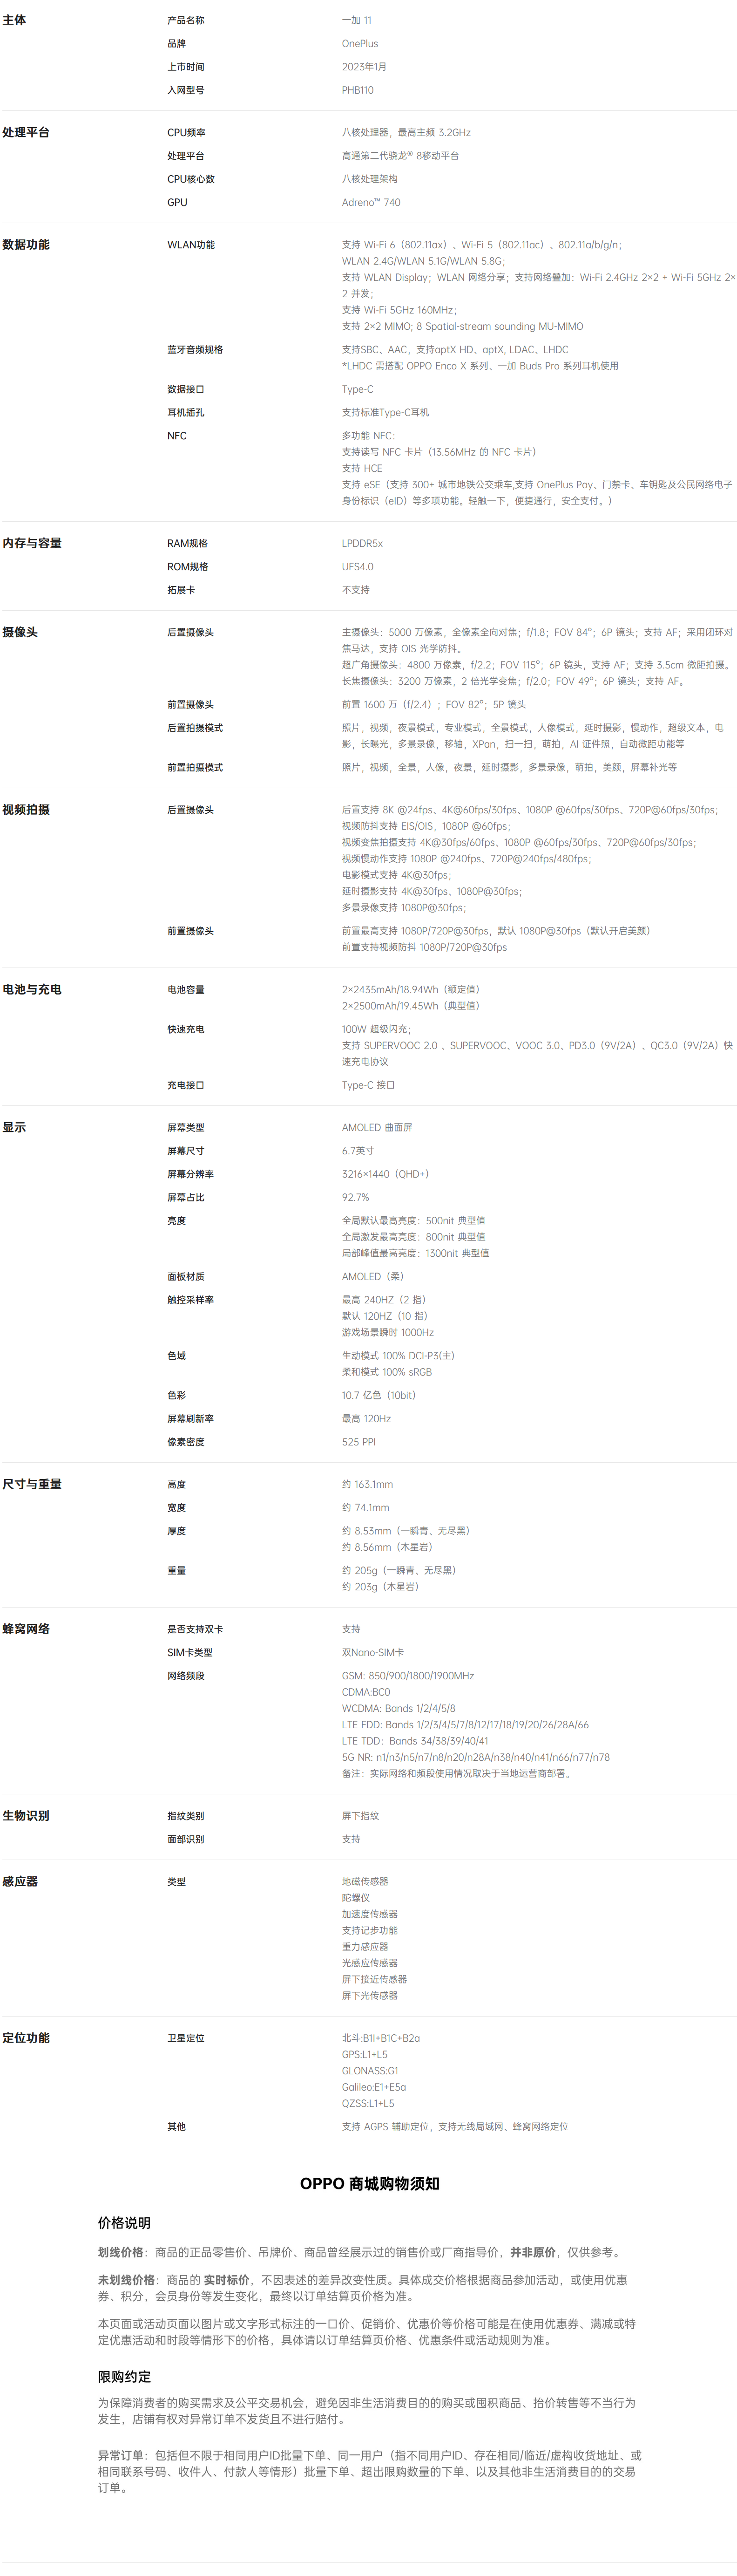 主体
产品名称 一加 11
品牌 OnePlus
上市时间 2023年1月
入网型号 PHB110
处理平台
CPU频率 八核处理器，最高主频 3.2GHz
处理平台 高通第二代骁龙® 8移动平台
CPU核心数 八核处理架构
GPU Adreno™ 740
数据功能
WLAN功能 支持 Wi-Fi 6（802.11ax）、Wi-Fi 5（802.11ac）、802.11a/b/g/n；
WLAN 2.4G/WLAN 5.1G/WLAN 5.8G；
支持 WLAN Display；WLAN 网络分享；支持网络叠加：Wi-Fi 2.4GHz 2×2 + Wi-Fi 5GHz 2×
2 并发；
支持 Wi-Fi 5GHz 160MHz；
支持 2×2 MIMO; 8 Spatial-stream sounding MU-MIMO
蓝牙音频规格 支持SBC、AAC，支持aptX HD、aptX, LDAC、LHDC
*LHDC 需搭配 OPPO Enco X 系列、一加 Buds Pro 系列耳机使用
数据接口 Type-C
耳机插孔 支持标准Type-C耳机
NFC 多功能 NFC：
支持读写 NFC 卡片（13.56MHz 的 NFC 卡片）
支持 HCE
支持 eSE（支持 300+ 城市地铁公交乘车,支持 OnePlus Pay、门禁卡、车钥匙及公民网络电子
身份标识（eID）等多项功能。轻触一下，便捷通行，安全支付。）
内存与容量
RAM规格 LPDDR5x
ROM规格 UFS4.0
拓展卡 不支持
摄像头
后置摄像头 主摄像头：5000 万像素，全像素全向对焦；f/1.8；FOV 84°；6P 镜头；支持 AF；采用闭环对
焦马达，支持 OIS 光学防抖。
超广角摄像头：4800 万像素，f/2.2；FOV 115°；6P 镜头，支持 AF；支持 3.5cm 微距拍摄。
长焦摄像头：3200 万像素，2 倍光学变焦；f/2.0；FOV 49°；6P 镜头；支持 AF。
前置摄像头 前置 1600 万（f/2.4）；FOV 82°；5P 镜头
后置拍摄模式 照片，视频，夜景模式，专业模式，全景模式，人像模式，延时摄影，慢动作，超级文本，电
影，长曝光，多景录像，移轴，XPan，扫一扫，萌拍，AI 证件照，自动微距功能等
前置拍摄模式 照片，视频，全景，人像，夜景，延时摄影，多景录像，萌拍，美颜，屏幕补光等
视频拍摄
后置摄像头 后置支持 8K @24fps、4K@60fps/30fps、1080P @60fps/30fps、720P@60fps/30fps；
视频防抖支持 EIS/OIS，1080P @60fps；
视频变焦拍摄支持 4K@30fps/60fps、1080P @60fps/30fps、720P@60fps/30fps；
视频慢动作支持 1080P @240fps、720P@240fps/480fps；
电影模式支持 4K@30fps；
延时摄影支持 4K@30fps、1080P@30fps；
多景录像支持 1080P@30fps；
前置摄像头 前置最高支持 1080P/720P@30fps，默认 1080P@30fps（默认开启美颜）
前置支持视频防抖 1080P/720P@30fps
电池与充电
电池容量 2×2435mAh/18.94Wh（额定值）
2×2500mAh/19.45Wh（典型值）
快速充电 100W 超级闪充；
支持 SUPERVOOC 2.0 、SUPERVOOC、VOOC 3.0、PD3.0（9V/2A）、QC3.0（9V/2A）快
速充电协议
充电接口 Type-C 接口
显示
屏幕类型 AMOLED 曲面屏
屏幕尺寸 6.7英寸
屏幕分辨率 3216×1440（QHD+）
屏幕占比 92.7%
亮度 全局默认最高亮度：500nit 典型值
全局激发最高亮度：800nit 典型值
局部峰值最高亮度：1300nit 典型值
面板材质 AMOLED（柔）
触控采样率 最高 240HZ（2 指）
默认 120HZ（10 指）
游戏场景瞬时 1000Hz
色域 生动模式 100% DCI-P3(主)
柔和模式 100% sRGB
色彩 10.7 亿色（10bit）
屏幕刷新率 最高 120Hz
像素密度 525 PPI
尺寸与重量
高度 约 163.1mm
宽度 约 74.1mm
厚度 约 8.53mm（一瞬青、无尽黑）
约 8.56mm（木星岩）
重量 约 205g（一瞬青、无尽黑）
约 203g（木星岩）
蜂窝网络
是否支持双卡 支持
SIM卡类型 双Nano-SIM卡
网络频段 GSM: 850/900/1800/1900MHz
CDMA:BC0
WCDMA: Bands 1/2/4/5/8
LTE FDD: Bands 1/2/3/4/5/7/8/12/17/18/19/20/26/28A/66
LTE TDD：Bands 34/38/39/40/41
5G NR: n1/n3/n5/n7/n8/n20/n28A/n38/n40/n41/n66/n77/n78
备注：实际网络和频段使用情况取决于当地运营商部署。
生物识别
指纹类别 屏下指纹
面部识别 支持
感应器
类型 地磁传感器
陀螺仪
加速度传感器
支持记步功能
重力感应器
光感应传感器
屏下接近传感器
屏下光传感器
定位功能
卫星定位 北斗:B1I+B1C+B2a
GPS:L1+L5
GLONASS:G1
Galileo:E1+E5a
QZSS:L1+L5
其他 支持 AGPS 辅助定位，支持无线局域网、蜂窝网络定位
OPPO 商城购物须知
价格说明
划线价格：商品的正品零售价、吊牌价、商品曾经展示过的销售价或厂商指导价，并非原价，仅供参考。
未划线价格：商品的 实时标价，不因表述的差异改变性质。具体成交价格根据商品参加活动，或使用优惠
券、积分，会员身份等发生变化，最终以订单结算页价格为准。
本页面或活动页面以图片或文字形式标注的一口价、促销价、优惠价等价格可能是在使用优惠券、满减或特
定优惠活动和时段等情形下的价格，具体请以订单结算页价格、优惠条件或活动规则为准。
限购约定
为保障消费者的购买需求及公平交易机会，避免因非生活消费目的的购买或囤积商品、抬价转售等不当行为
发生，店铺有权对异常订单不发货且不进行赔付。
异常订单：包括但不限于相同用户ID批量下单、同一用户（指不同用户ID、存在相同/临近/虚构收货地址、或
相同联系号码、收件人、付款人等情形）批量下单、超出限购数量的下单、以及其他非生活消费目的的交易
订单。